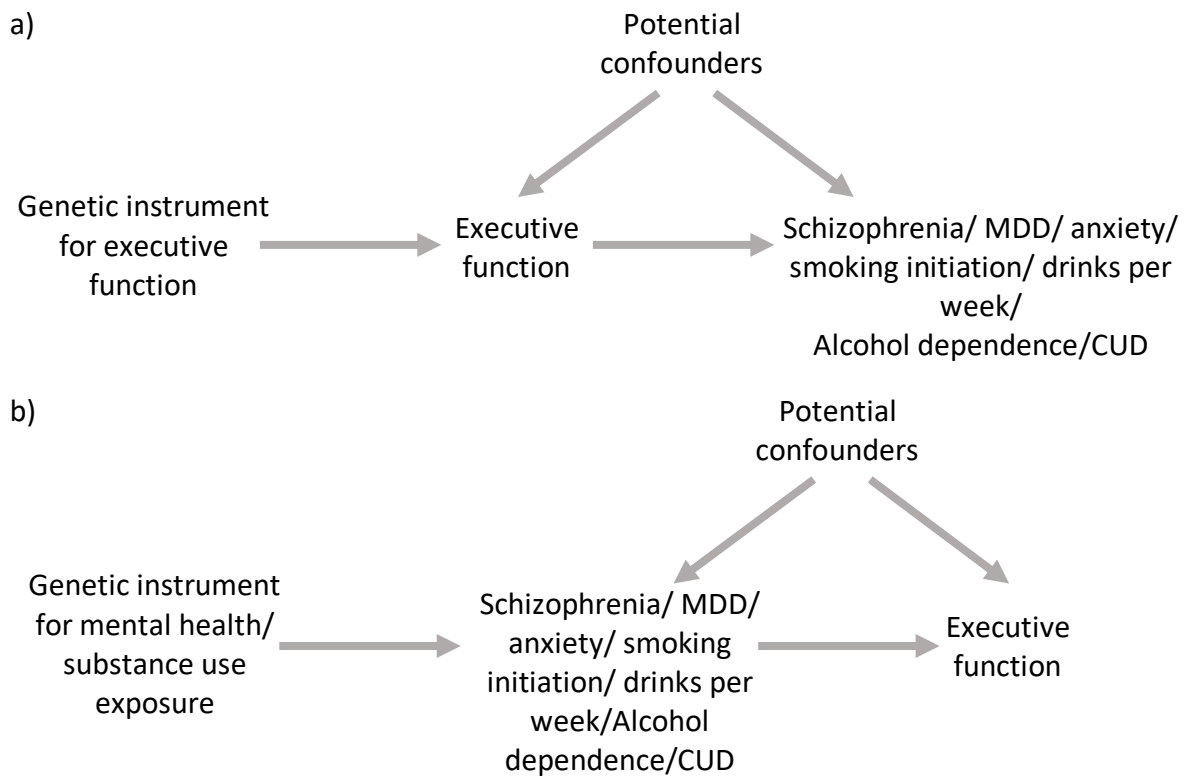 a)
Potential
confounders
Genetic instrument
for executive
function
Executive
function
Schizophrenia/ MDD/ anxiety/
smoking initiation/ drinks per
week/
Alcohol dependence/CUD
b)
Potential
confounders
Genetic instrument
for mental health/
substance use
exposure
Schizophrenia/ MDD/
anxiety/ smoking
initiation/ drinks per
week/Alcohol
dependence/CUD
Executive
function